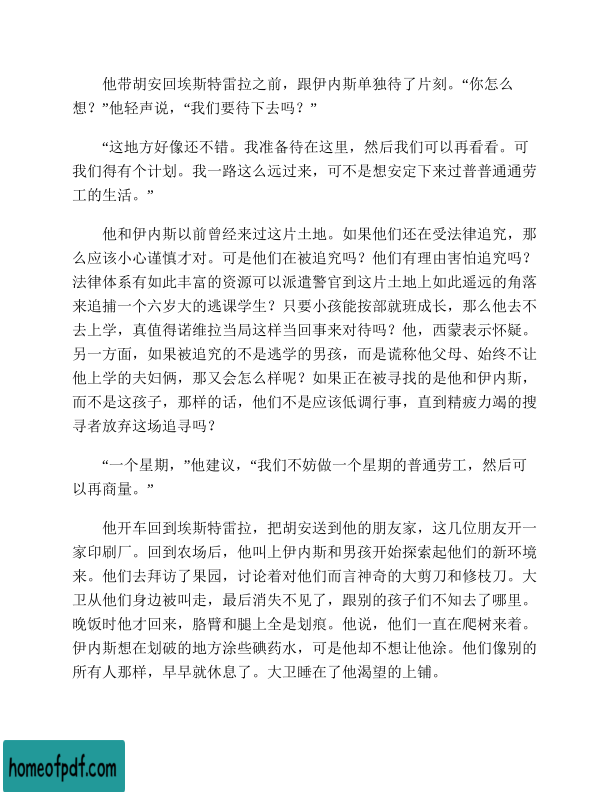 他带胡安回埃斯特雷拉之前，跟伊内斯单独待了片刻。“你怎么
想？”他轻声说，“我们要待下去吗？”
“这地方好像还不错。我准备待在这里，然后我们可以再看看。可
我们得有个计划。我一路这么远过来，可不是想安定下来过普普通通劳
工的生活。”
他和伊内斯以前曾经来过这片土地。如果他们还在受法律追究，那
么应该小心谨慎才对。可是他们在被追究吗？他们有理由害怕追究吗？
法律体系有如此丰富的资源可以派遣警官到这片土地上如此遥远的角落
来追捕一个六岁大的逃课学生？只要小孩能按部就班成长，那么他去不
去上学，真值得诺维拉当局这样当回事来对待吗？他，西蒙表示怀疑。
另一方面，如果被追究的不是逃学的男孩，而是谎称他父母、始终不让
他上学的夫妇俩，那又会怎么样呢？如果正在被寻找的是他和伊内斯，
而不是这孩子，那样的话，他们不是应该低调行事，直到精疲力竭的搜
寻者放弃这场追寻吗？
“一个星期，”他建议，“我们不妨做一个星期的普通劳工，然后可
以再商量。”
他开车回到埃斯特雷拉，把胡安送到他的朋友家，这几位朋友开一
家印刷厂。回到农场后，他叫上伊内斯和男孩开始探索起他们的新环境
来。他们去拜访了果园，讨论着对他们而言神奇的大剪刀和修枝刀。大
卫从他们身边被叫走，最后消失不见了，跟别的孩子们不知去了哪里。
晚饭时他才回来，胳臂和腿上全是划痕。他说，他们一直在爬树来着。
伊内斯想在划破的地方涂些碘药水，可是他却不想让他涂。他们像别的
所有人那样，早早就休息了。大卫睡在了他渴望的上铺。
homeofpdf.com